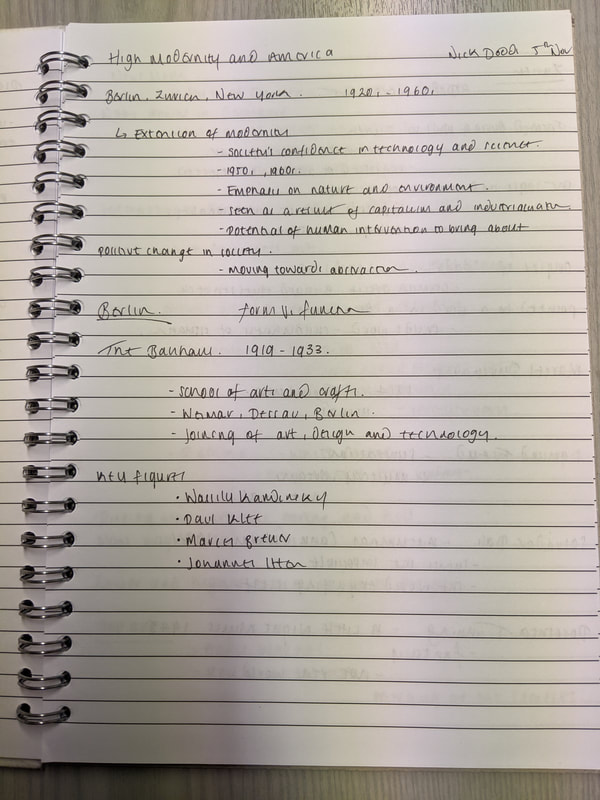 High Modernity and America
Nick Dodd 5th Nov
Berlin, Zurich, New York. 1920s - 1960s
↳ Extension of modernity
- society's confidence in technology and science.
- 1950s, 1960s.
- Emphasis on nature and environment.
- seen as a result of capitalism and industrialisation
- potential of human intervention to bring about
positive change in society.
- moving towards abstraction.
Berlin. form v. function
The Bauhaus. 1919 - 1933.
- School of arts and crafts.
- Weimar, Dessau, Berlin.
- Joining of art, design and technology.
Key figures
• Wassily Kandinsky
• Paul Klee
• Marcel Breuer
• Johannes Itten